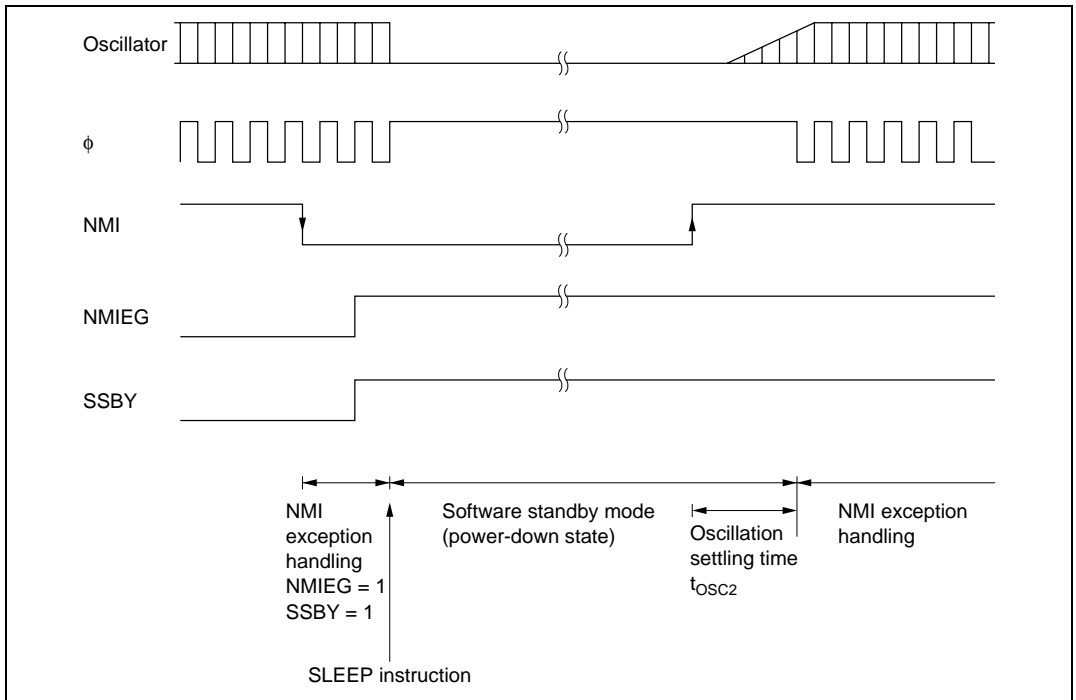 Oscillator
φ
NMI
NMIEG
SSBY
NMI
exception
handling
NMIEG = 1
SSBY = 1
Software standby mode
(power-down state)
Oscillation
settling time
tOSC2
NMI exception
handling
SLEEP instruction